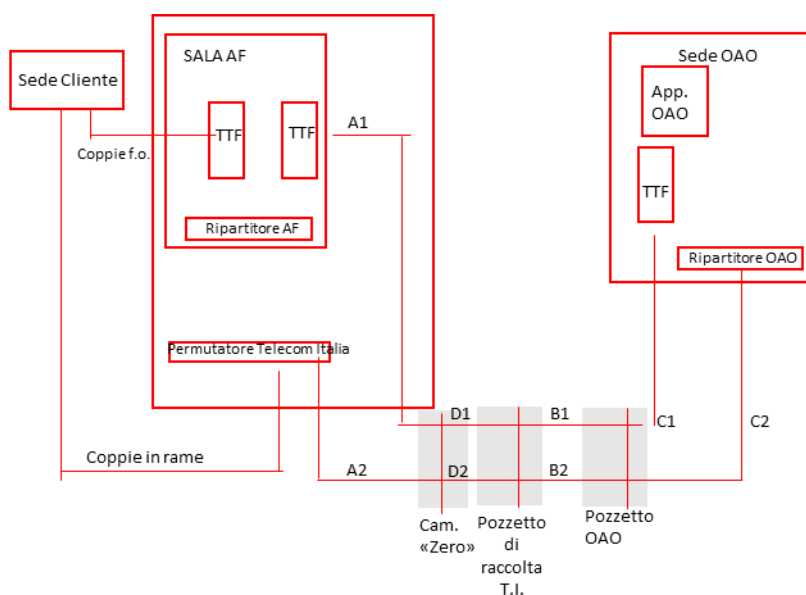 Sede Cliente
SALA AF
Sede OAO
App.
OAO
TTF
TTF
A1
Coppie f.o.
TTF
Ripartitore AF
Ripartitore OAO
Permutatore Telecom Italia
D1
B1
C1
C2
Coppie in rame
A2
D2
B2
Cam.
«Zero»
Pozzetto
di
raccolta
T.I.
Pozzetto
OAO